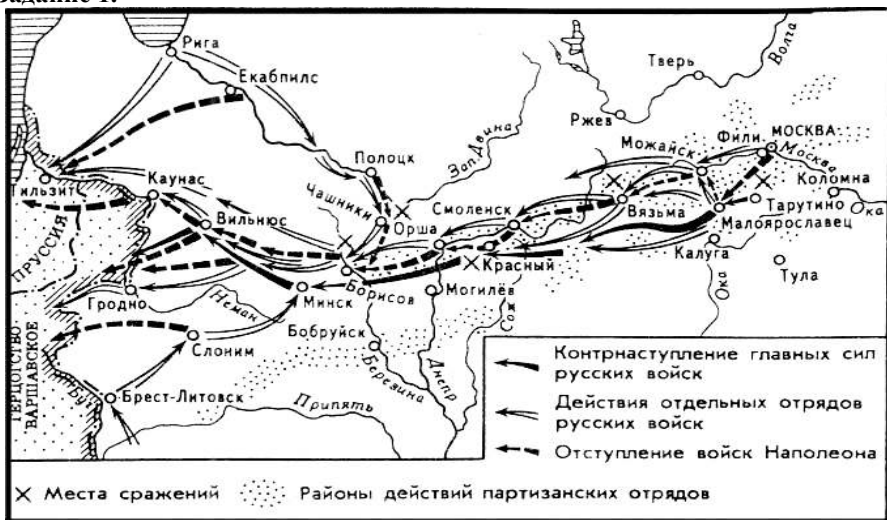 Задание 1.
Рига
Екабпилс
Тверь
Волга
Ржев
Полоцк
Зап. Двина
Можайск
Фили
МОСКВА
Москва
Тильзит
Каунас
Чашники
Коломна
Ока
Вильнюс
Орша
Смоленск
Вязьма
Тарутино
Малоярославец
ПРУССИЯ
Красный
Калуга
Тула
Гродно
Неман
Минск
Борисов
Могилёв
Сож
Ока
Бобруйск
Слоним
Березина
Днепр
ГЕРЦОГСТВО
ВАРШАВСКОЕ
Буг
Брест-Литовск
Припять
Контрнаступление главных сил
русских войск
Действия отдельных отрядов
русских войск
Отступление войск Наполеона
Места сражений
Районы действий партизанских отрядов